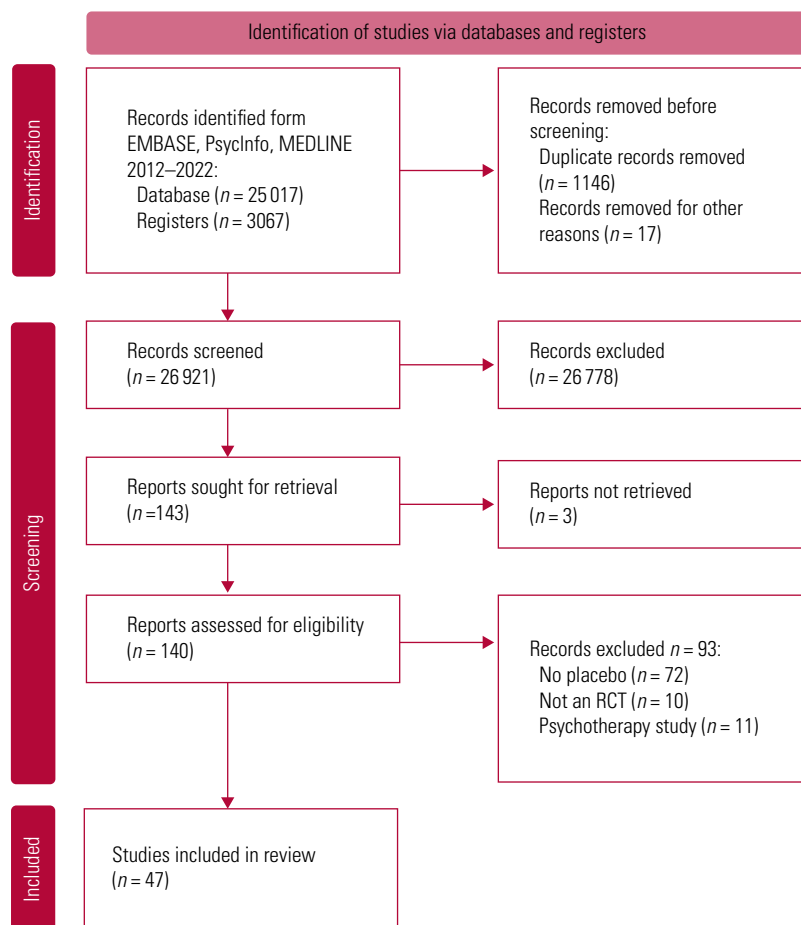 Identification of studies via databases and registers
Identification
Records identified form
EMBASE, PsycInfo, MEDLINE
2012–2022:
Database (n = 25 017)
Registers (n = 3067)
Records removed before
screening:
Duplicate records removed
(n = 1146)
Records removed for other
reasons (n = 17)
Screening
Records screened
(n = 26 921)
Records excluded
(n = 26 778)
Reports sought for retrieval
(n =143)
Reports not retrieved
(n = 3)
Reports assessed for eligibility
(n = 140)
Records excluded n = 93:
No placebo (n = 72)
Not an RCT (n = 10)
Psychotherapy study (n = 11)
Included
Studies included in review
(n = 47)